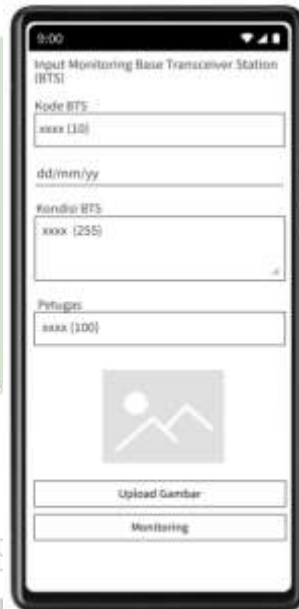 9:00
Input Monitoring Base Transceiver Station
(BTS)
Kode BTS
xxxx (10)
dd/mm/yy
Kondisi BTS
xxxx (255)
Petugas
xxxx (100)
Upload Gambar
Monitoring